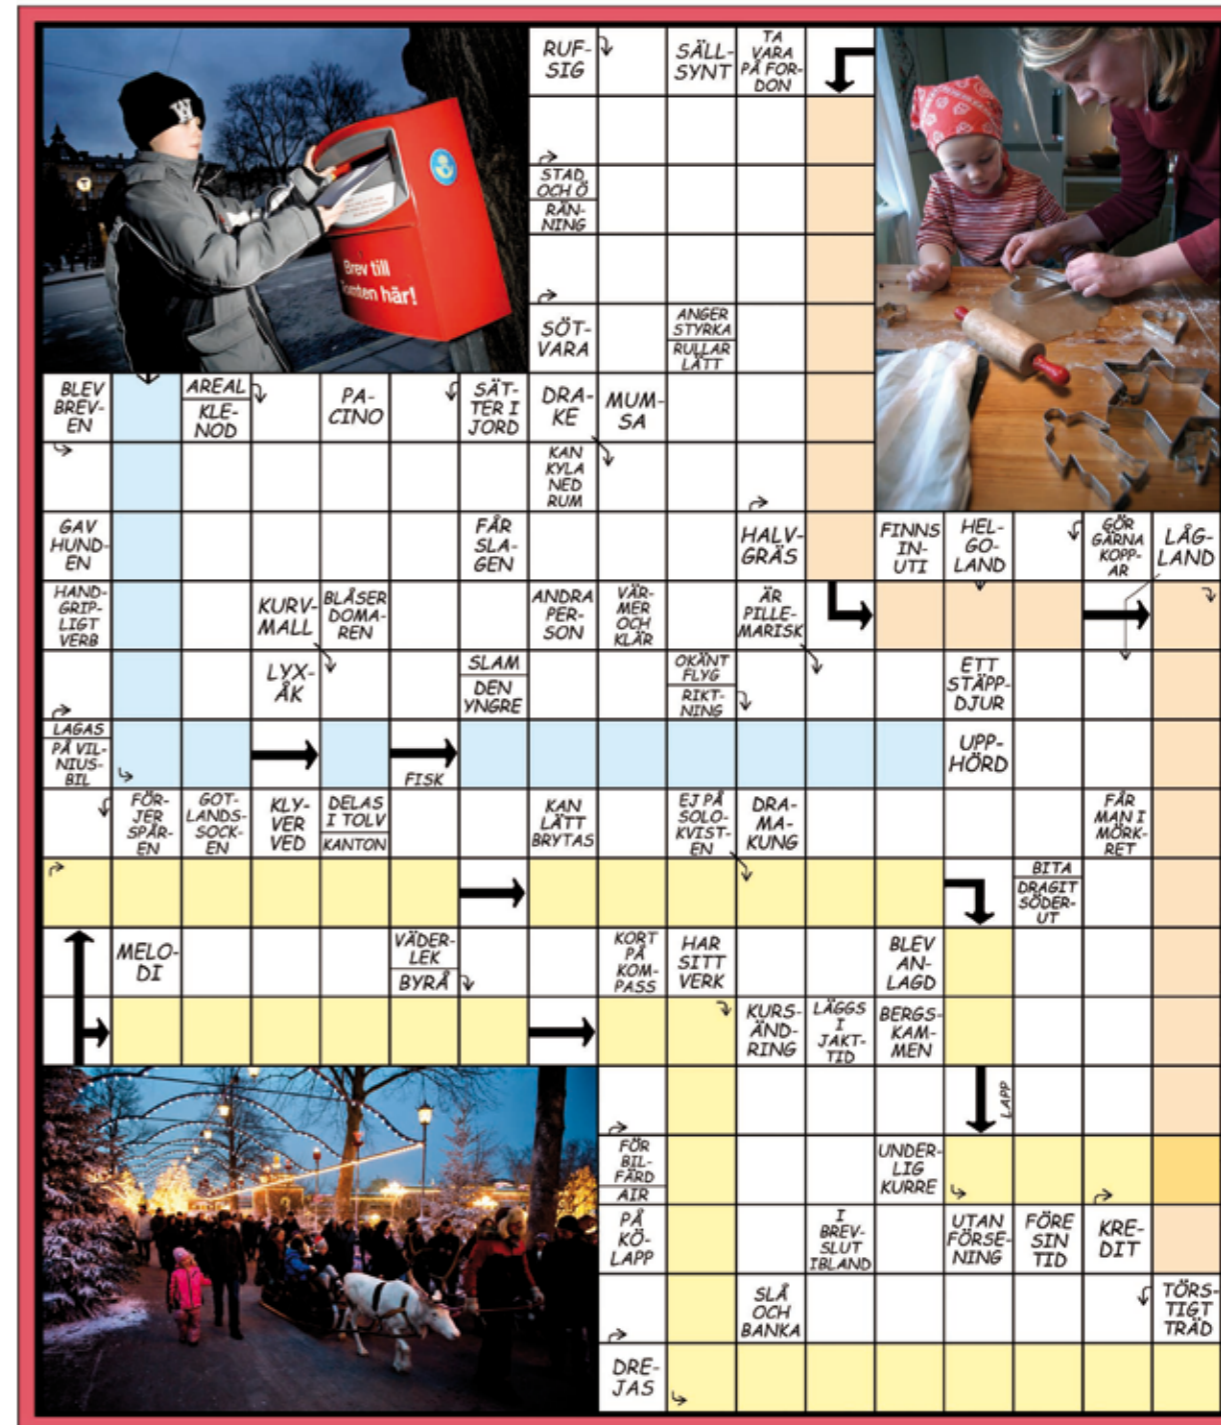 RUF-
SIG
SÄLL-
SYNT
TA
VARA
PÅ FOR-
DON
W
STAD
OCH Ö
RÄN-
NING
Brev till
här!
SÖT-
VARA
ANGER
STYRKA
RULLAR
LÄTT
BLEV
BREV-
EN
AREAL
KLE-
NOD
PA-
CINO
SÄT-
TER I
JORD
DRA-
KE
MUM-
SA
KAN
KYLA
NED
RUM
GAV
HUND-
EN
FÅR
SLA-
GEN
HALV-
GRÄS
FINNS
IN-
UTI
HEL-
GO-
LAND
GÖR
GÄRNA
KOPP-
AR
LÅG-
LAND
HAND-
GRIP-
LIGT
VERB
KURV-
MALL
BLÅSER
DOMA-
REN
ANDRA
PER-
SON
VÄR-
MER
OCH
KLÄR
ÄR
PILLE-
MARISK
LYX-
ÅK
SLAM
DEN
YNGRE
OKÄNT
FLYG
RIKT-
NING
ETT
STÄPP-
DJUR
LAGAS
PÅ VIL-
NIUS-
BIL
FISK
UPP-
HÖRD
FÖR-
JER
SPÅR-
EN
GOT-
LANDS-
SOCK-
EN
KLY-
VER
VED
DELAS
I TOLV
KANTON
KAN
LÄTT
BRYTAS
EJ PÅ
SOLO-
KVIST-
EN
DRA-
MA-
KUNG
FÅR
MAN I
MÖRK-
RET
BITA
DRAGIT
SÖDER-
UT
MELO-
DI
VÄDER-
LEK
BYRÅ
KORT
PÅ
KOM-
PASS
HAR
SITT
VERK
BLEV
AN-
LAGD
KURS-
ÄND-
RING
LÄGGS
I
JAKT-
TID
BERGS-
KAM-
MEN
LAPP
FÖR
BIL-
FÄRD
AIR
UNDER-
LIG
KURRE
PÅ
KÖ-
LAPP
I
BREV-
SLUT
IBLAND
UTAN
FÖRSE-
NING
FÖRE
SIN
TID
KRE-
DIT
SLÅ
OCH
BANKA
TÖRS-
TIGT
TRÄD
DRE-
JAS